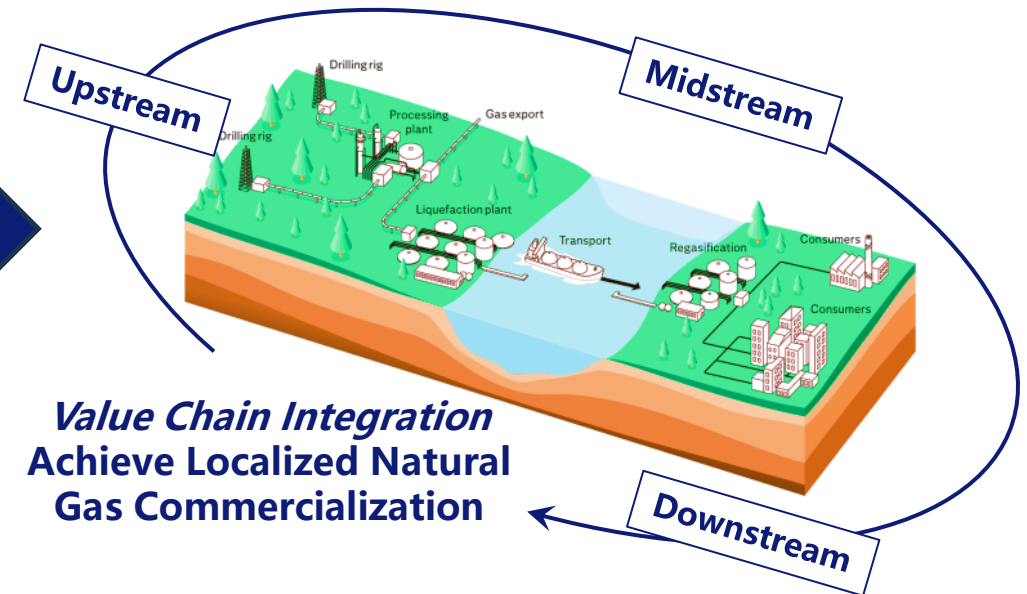 Upstream
Midstream
Drilling rig
Processing
plant
Gas export
Drilling rig
Liquefaction plant
Transport
Regasification
Consumers
Consumers
Value Chain Integration
Achieve Localized Natural
Gas Commercialization
Downstream